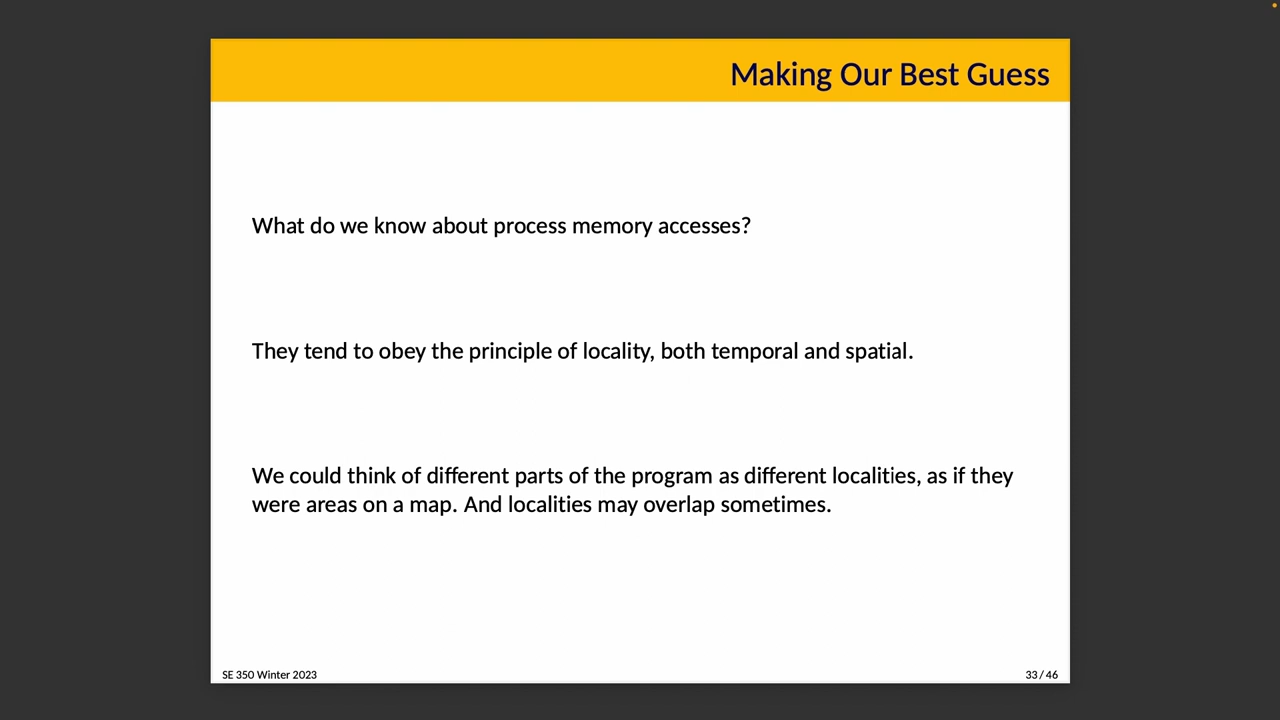 Making Our Best Guess
What do we know about process memory accesses?
They tend to obey the principle of locality, both temporal and spatial.
We could think of different parts of the program as different localities, as if they
were areas on a map. And localities may overlap sometimes.
SE 350 Winter 2023
33 / 46